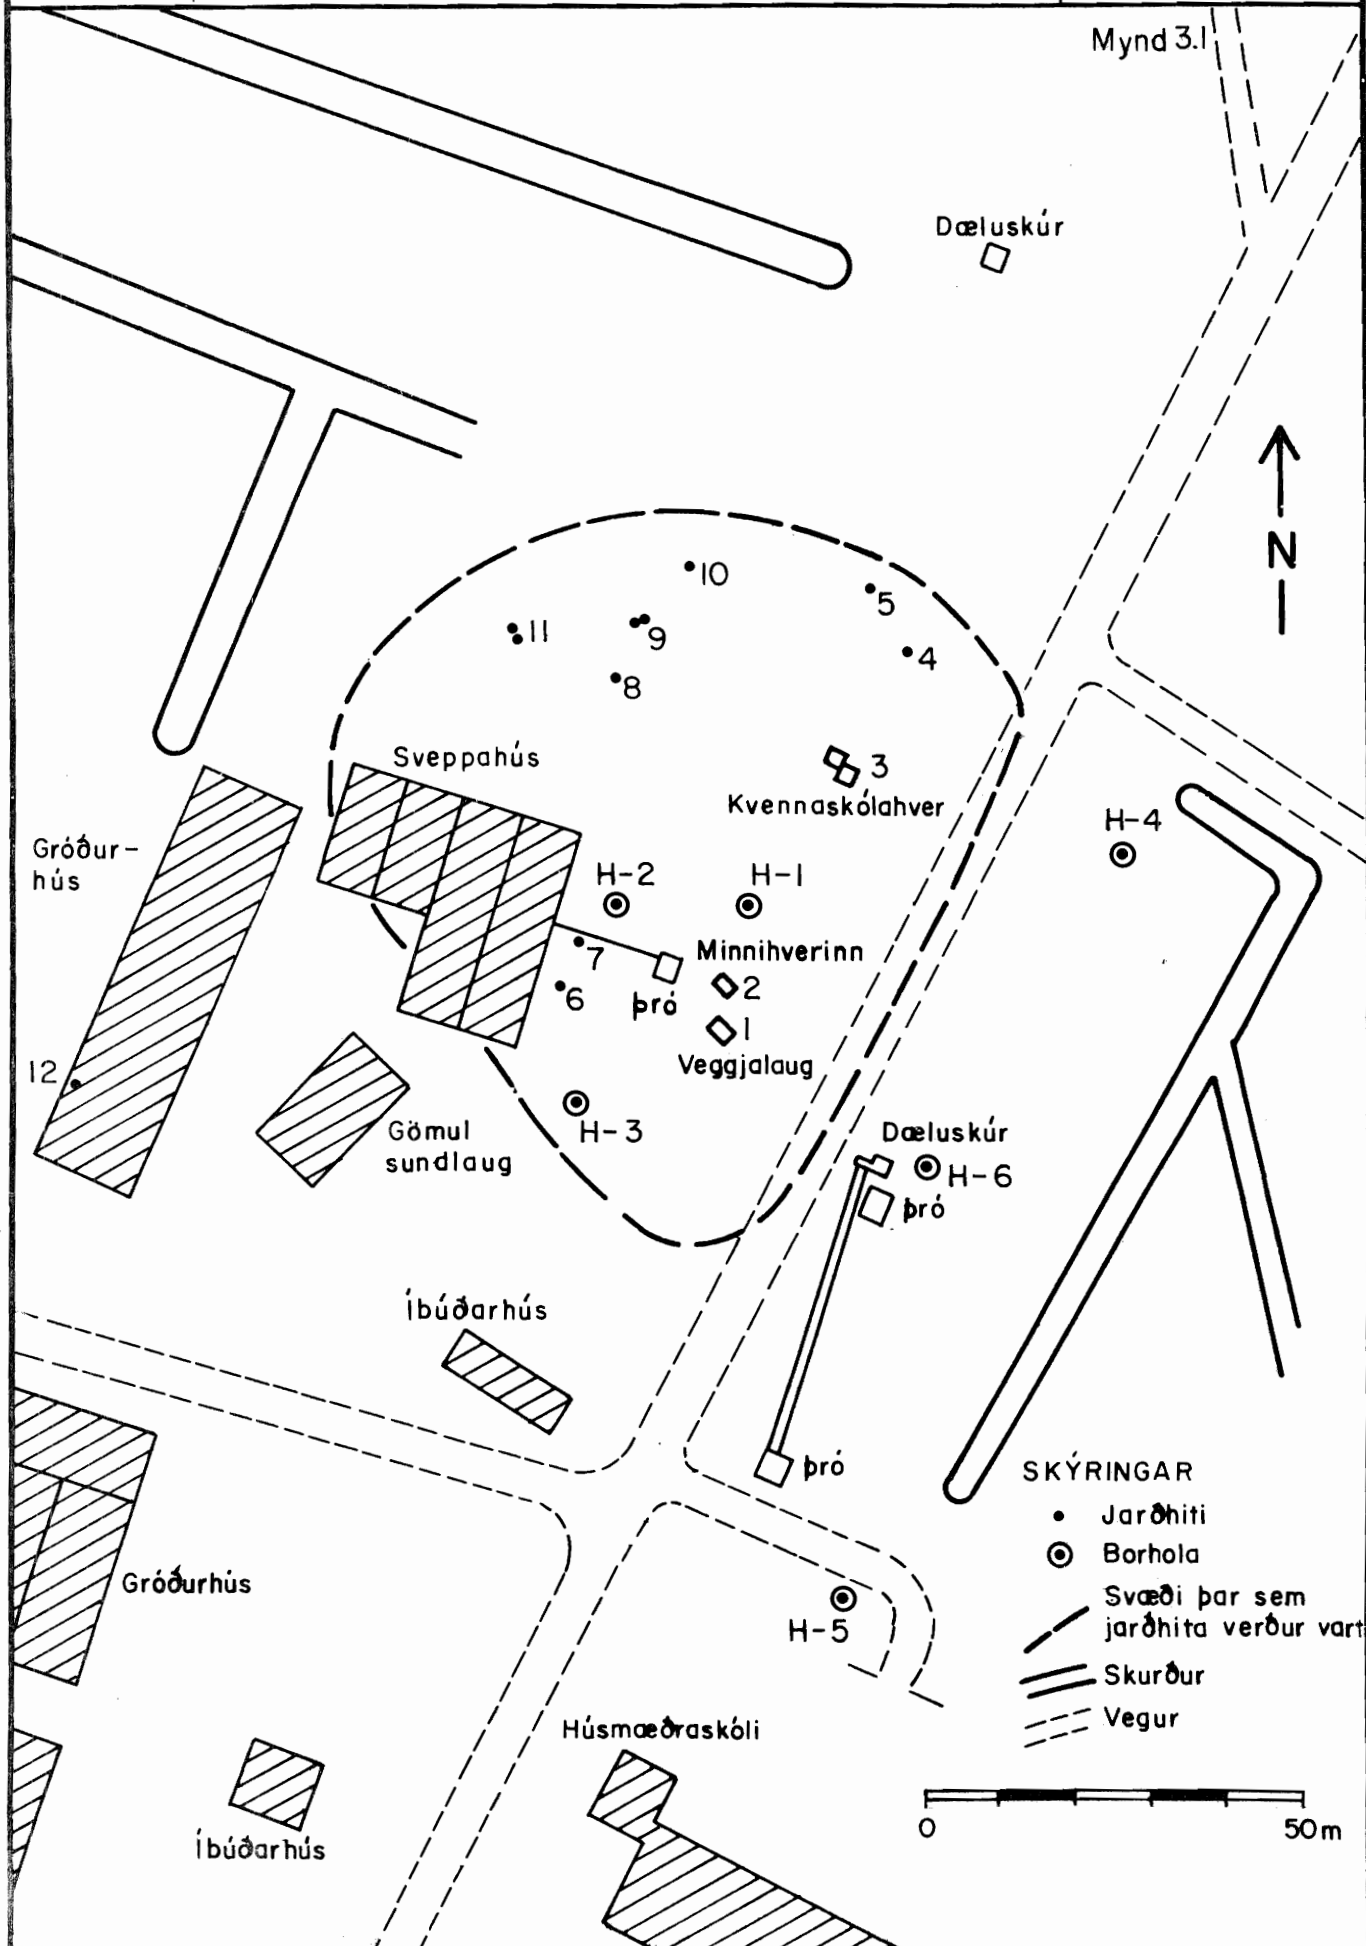 Mynd 3.1
Dæluskúr
N
10
5
11
9
4
8
Sveppahús
3
Kvennaskólahver
H-4
Gróður-
hús
H-2
H-1
7
Minnihverinn
6
þró
2
1
Veggjalaug
12
H-3
Gömul
sundlaug
Dæluskúr
H-6
þró
Íbúðarhús
þró
SKÝRINGAR
Jarðhiti
Borhola
Svæði þar sem
jarðhita verður vart
Skurður
Vegur
Gróðurhús
H-5
Húsmæðraskóli
Íbúðarhús
0
50m